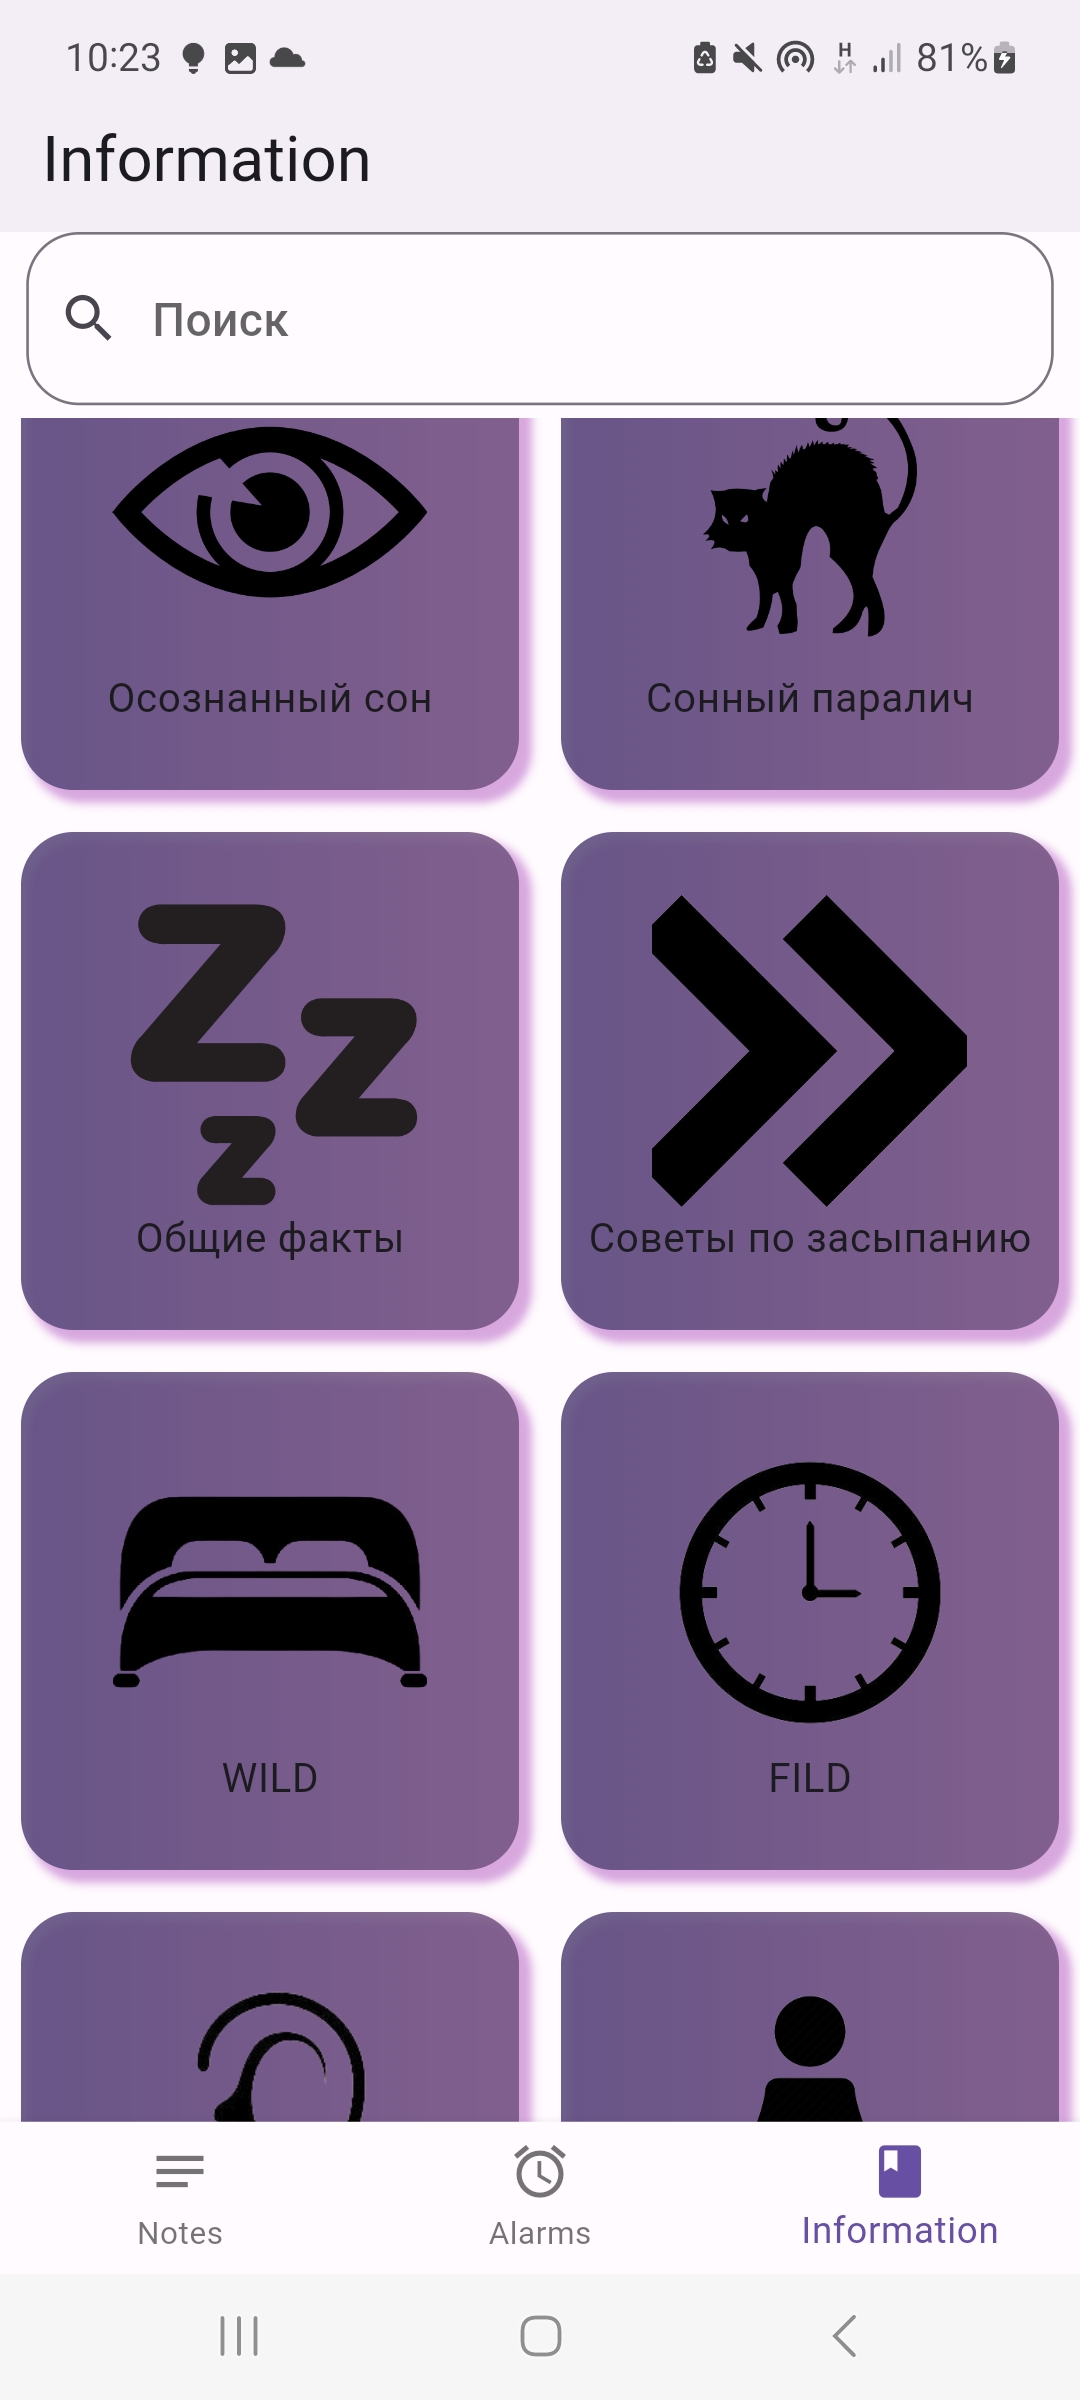 10:23
H
81%
Information
Поиск
Осознанный сон
Сонный паралич
Общие факты
Советы по засыпанию
WILD
FILD
Notes
Alarms
Information